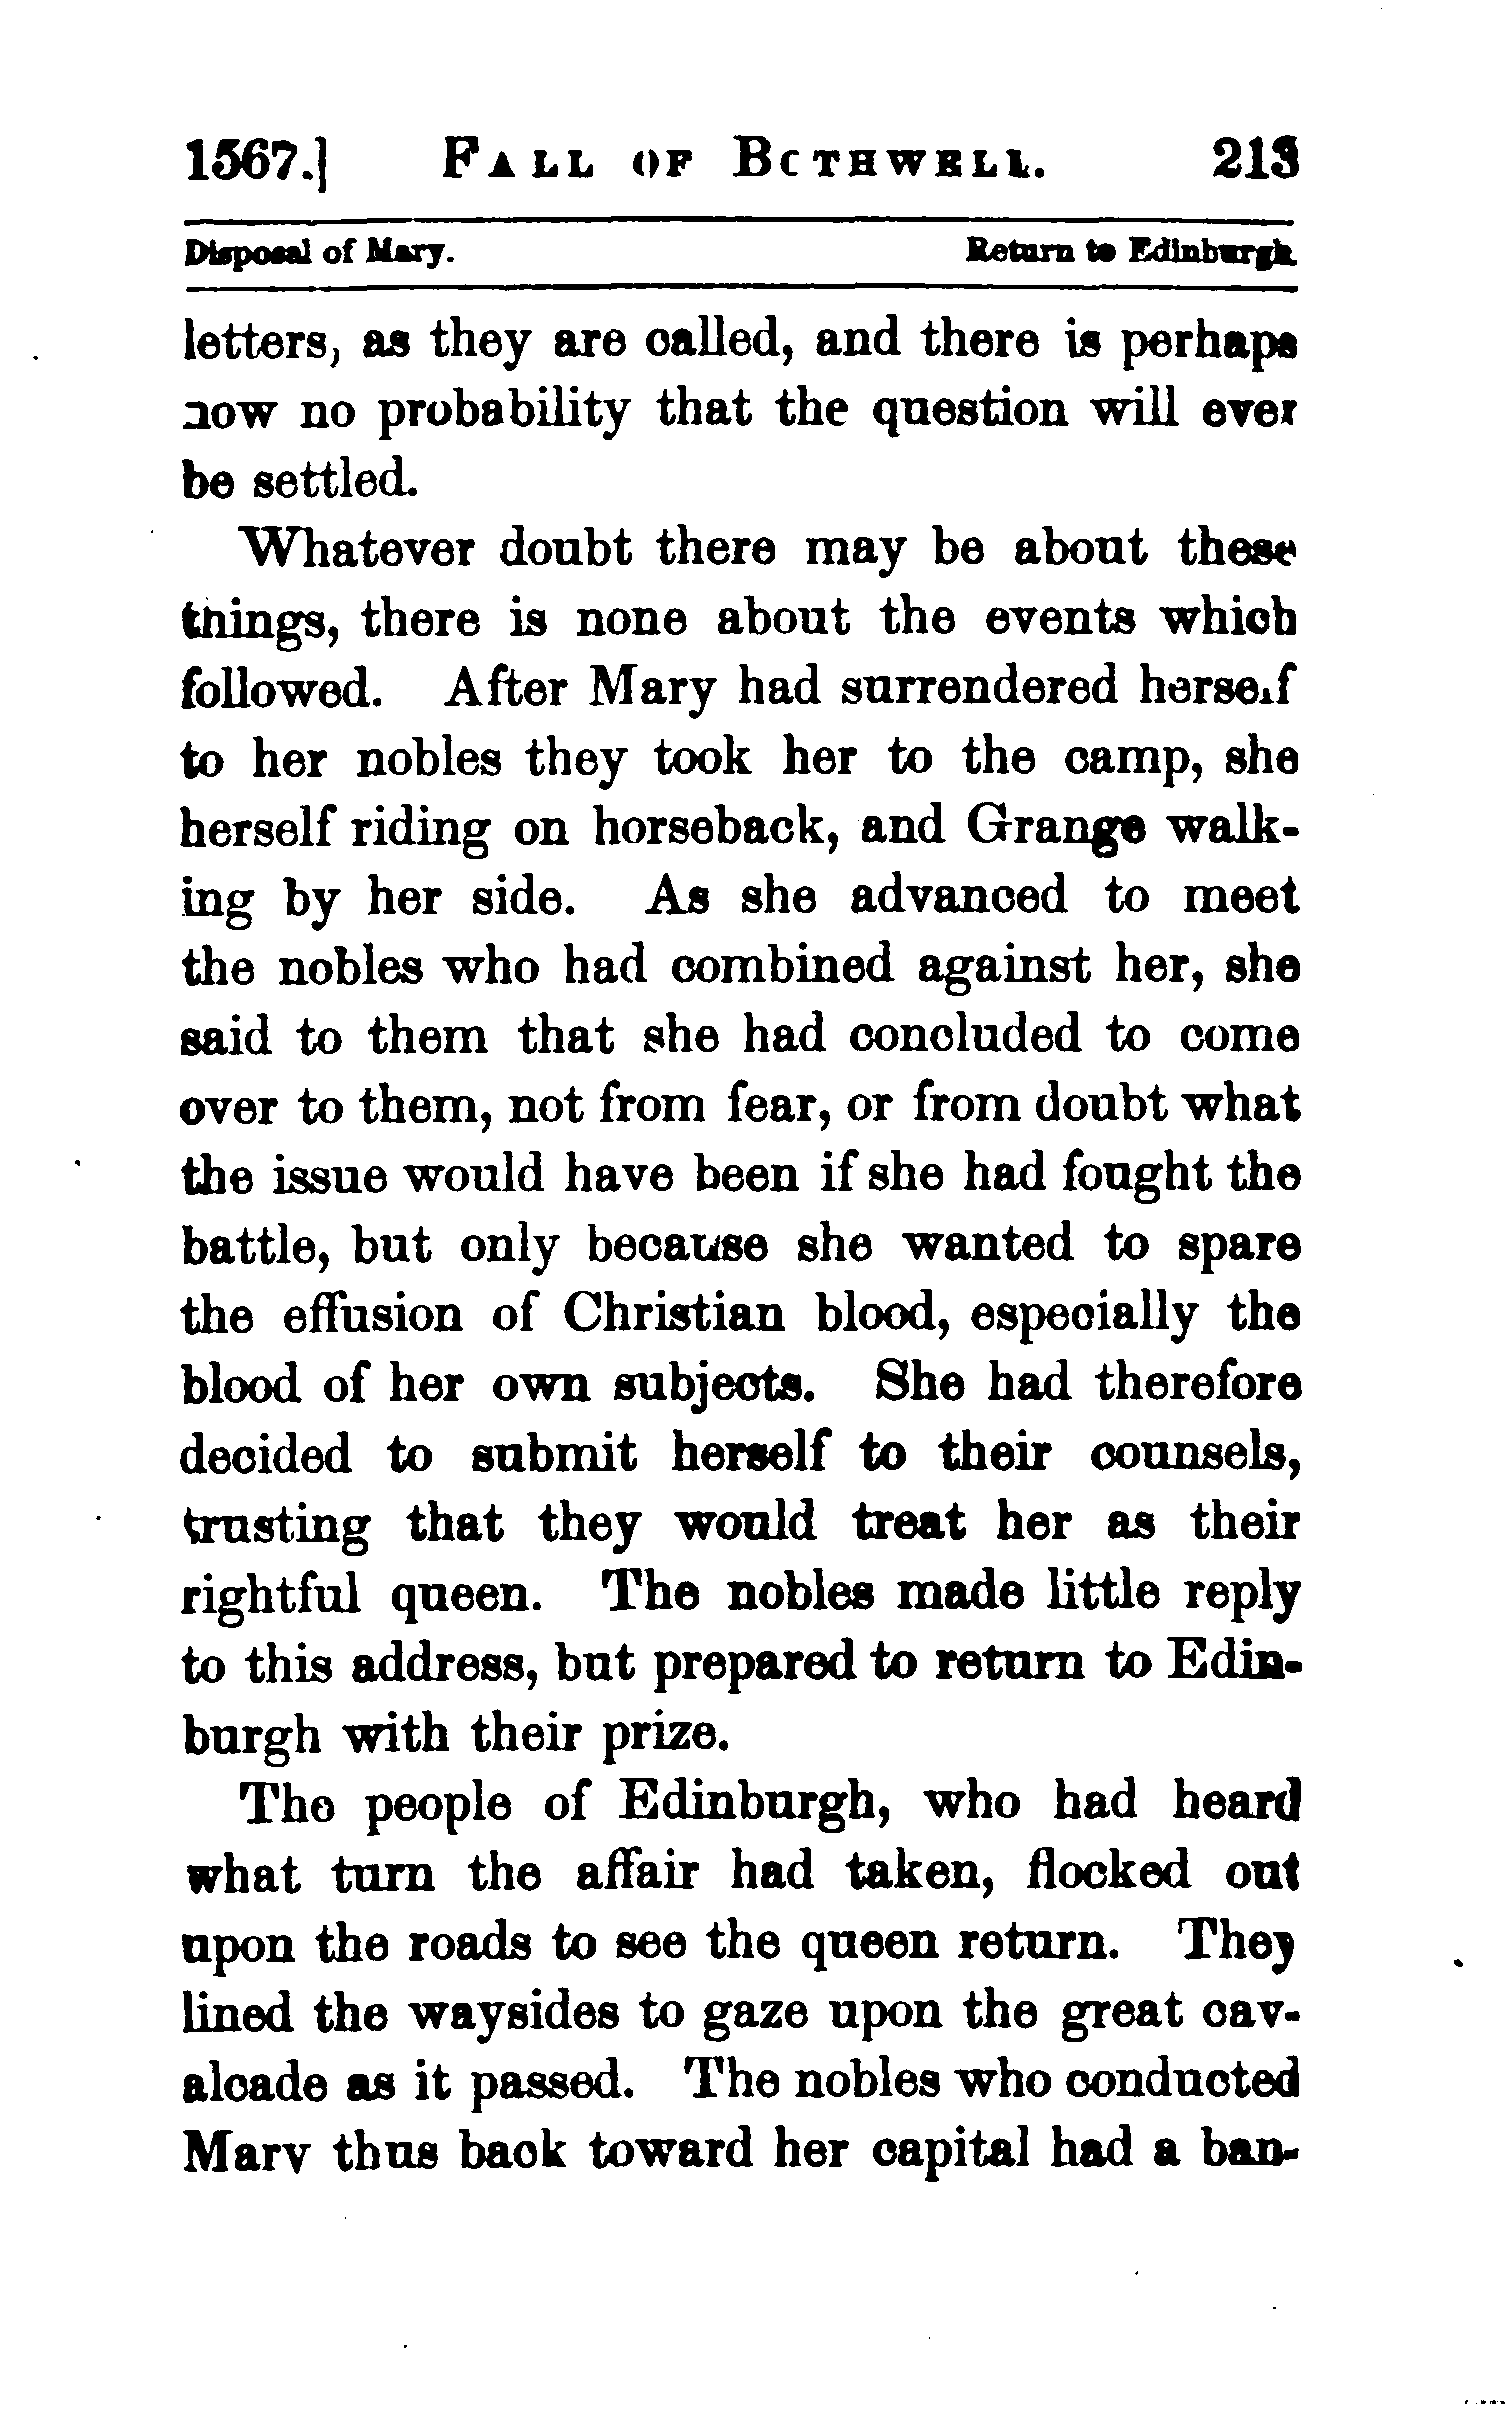 1567.] FALL OF BOTHWELL. 213
Disposal of Mary. Return to Edinburgh.
letters, as they are called, and there is perhaps
now no probability that the question will ever
be settled.
Whatever doubt there may be about these
things, there is none about the events which
followed. After Mary had surrendered herself
to her nobles they took her to the camp, she
herself riding on horseback, and Grange walk-
ing by her side. As she advanced to meet
the nobles who had combined against her, she
said to them that she had concluded to come
over to them, not from fear, or from doubt what
the issue would have been if she had fought the
battle, but only because she wanted to spare
the effusion of Christian blood, especially the
blood of her own subjects. She had therefore
decided to submit herself to their counsels,
trusting that they would treat her as their
rightful queen. The nobles made little reply
to this address, but prepared to return to Edin-
burgh with their prize.
The people of Edinburgh, who had heard
what turn the affair had taken, flocked out
upon the roads to see the queen return. They
lined the waysides to gaze upon the great cav-
alcade as it passed. The nobles who conducted
Mary thus back toward her capital had a ban-